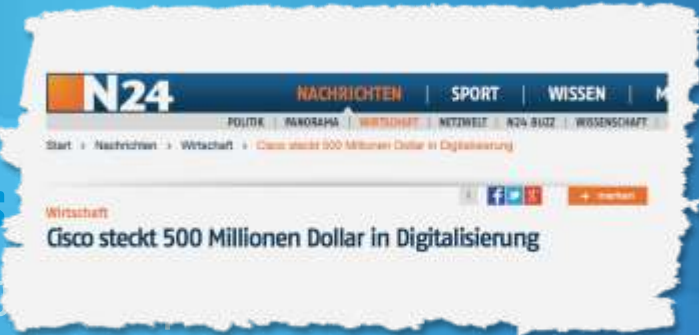 N24
NACHRICHTEN | SPORT | WISSEN | M
POLITIK | PANORAMA | WIRTSCHAFT | NETZWELT | N24 BUZZ | WISSENSCHAFT
Start › Nachrichten › Wirtschaft › Cisco steckt 500 Millionen Dollar in Digitalisierung
+ merken
Wirtschaft
Cisco steckt 500 Millionen Dollar in Digitalisierung